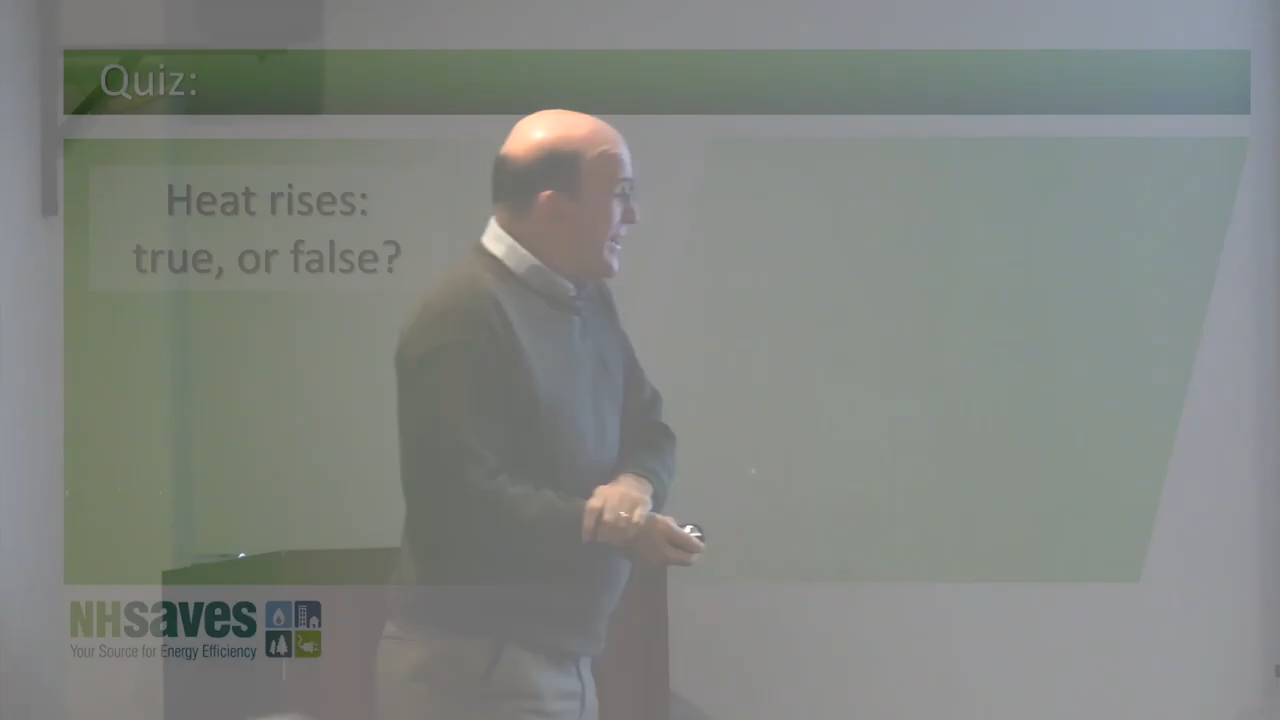 Quiz:
Heat rises:
true, or false?
NHsaves
Your Source for Energy Efficiency